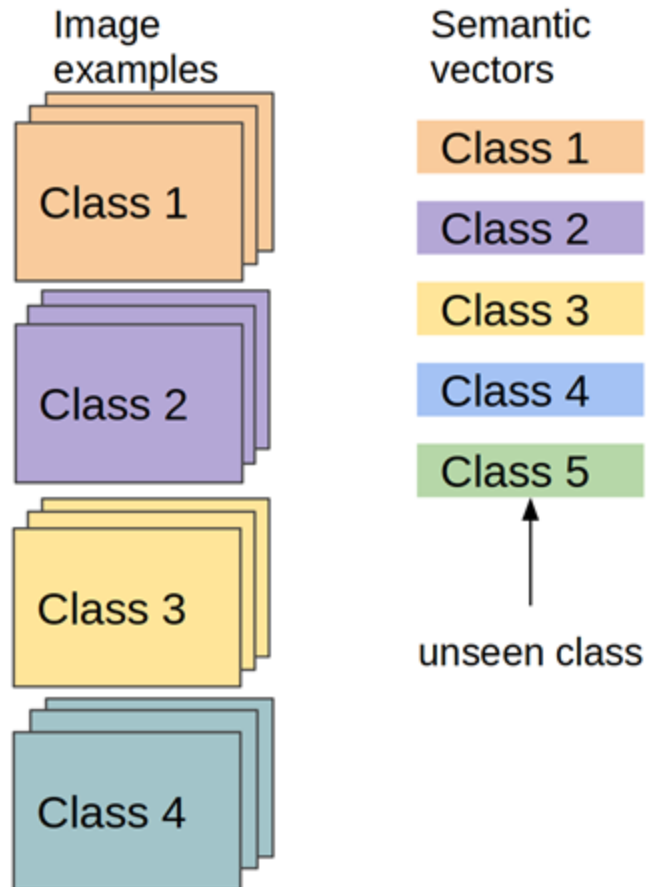 Image
examples
Class 1
Class 2
Class 3
Class 4
Semantic
vectors
Class 1
Class 2
Class 3
Class 4
Class 5
unseen class